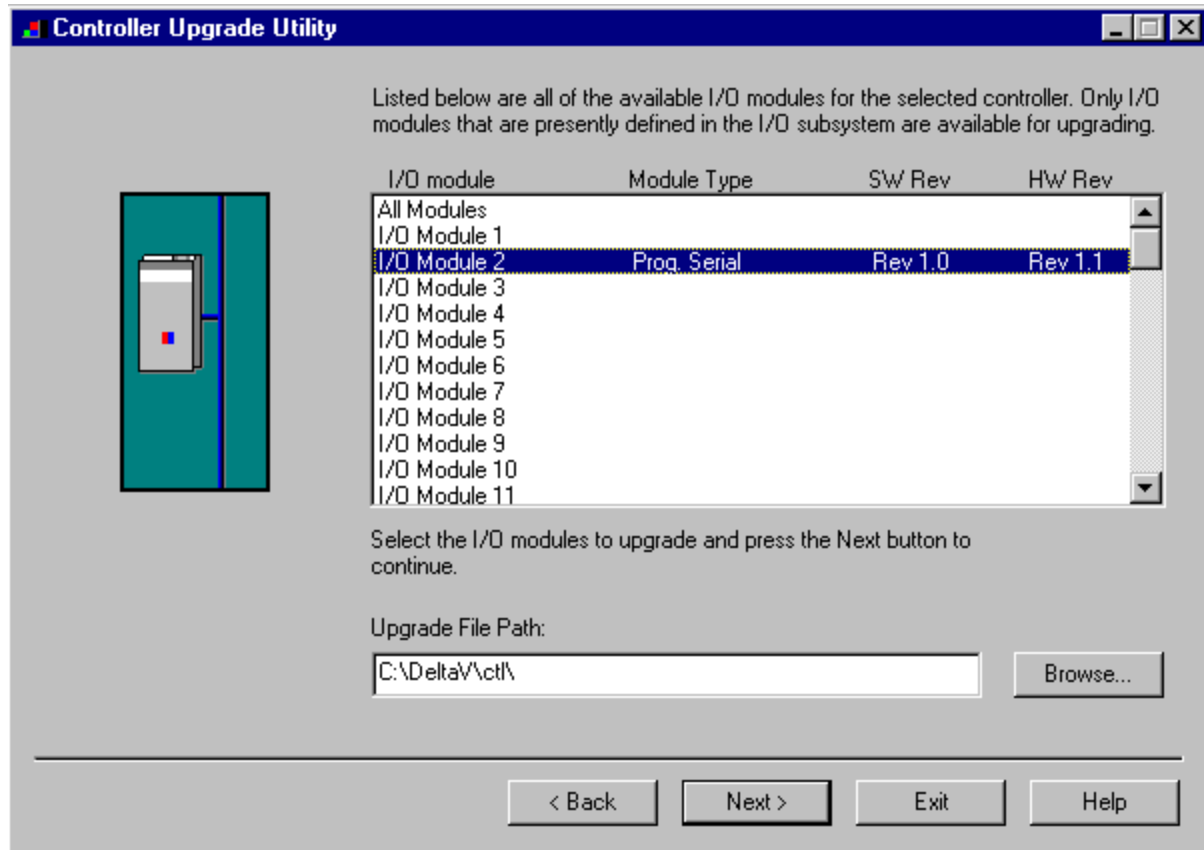 Controller Upgrade Utility
Listed below are all of the available I/O modules for the selected controller. Only I/O
modules that are presently defined in the I/O subsystem are available for upgrading.
I/O module Module Type SW Rev HW Rev
All Modules
I/O Module 1
I/O Module 2 Prog. Serial Rev 1.0 Rev 1.1
I/O Module 3
I/O Module 4
I/O Module 5
I/O Module 6
I/O Module 7
I/O Module 8
I/O Module 9
I/O Module 10
I/O Module 11
Select the I/O modules to upgrade and press the Next button to
continue.
Upgrade File Path:
C:\DeltaV\ctl\
Browse...
< Back Next > Exit Help